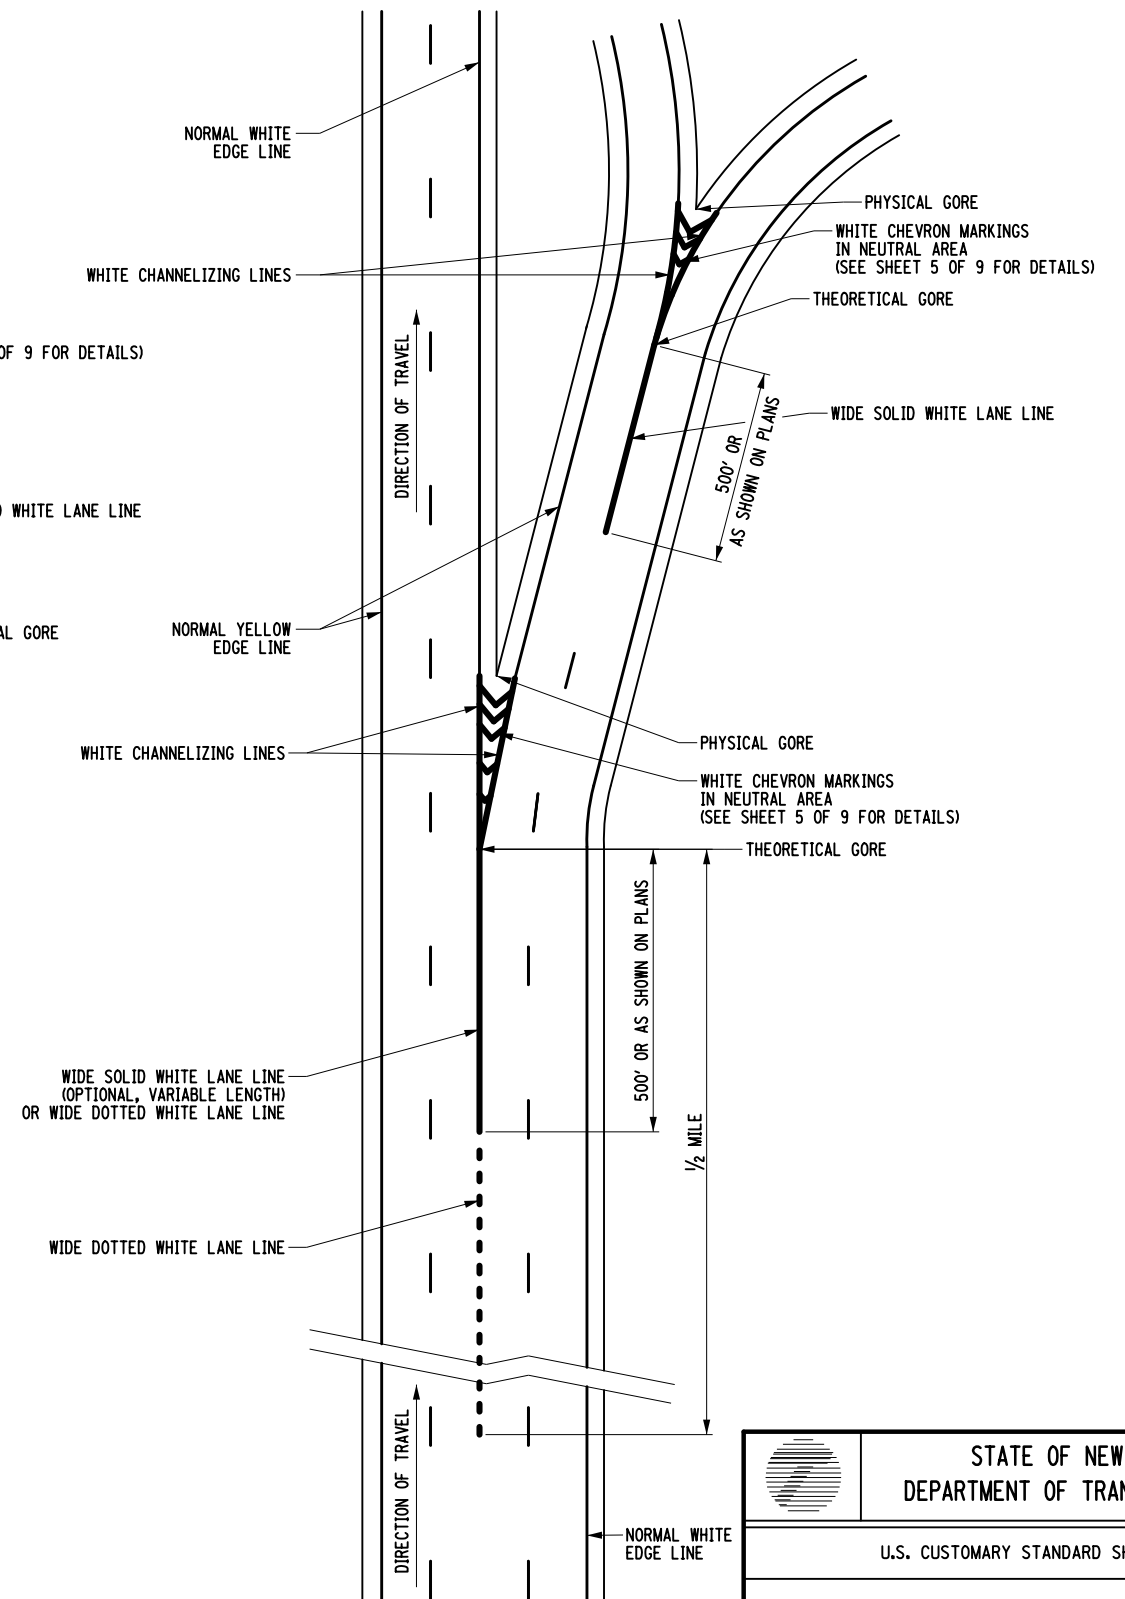 NORMAL WHITE
EDGE LINE
PHYSICAL GORE
WHITE CHEVRON MARKINGS
IN NEUTRAL AREA
(SEE SHEET 5 OF 9 FOR DETAILS)
WHITE CHANNELIZING LINES
THEORETICAL GORE
OF 9 FOR DETAILS)
DIRECTION OF TRAVEL
WIDE SOLID WHITE LANE LINE
500' OR
AS SHOWN ON PLANS
WHITE LANE LINE
AL GORE
NORMAL YELLOW
EDGE LINE
WHITE CHANNELIZING LINES
PHYSICAL GORE
WHITE CHEVRON MARKINGS
IN NEUTRAL AREA
(SEE SHEET 5 OF 9 FOR DETAILS)
THEORETICAL GORE
500' OR AS SHOWN ON PLANS
WIDE SOLID WHITE LANE LINE
(OPTIONAL, VARIABLE LENGTH)
OR WIDE DOTTED WHITE LANE LINE
½ MILE
WIDE DOTTED WHITE LANE LINE
DIRECTION OF TRAVEL
NORMAL WHITE
EDGE LINE
STATE OF NEW
DEPARTMENT OF TRAN
U.S. CUSTOMARY STANDARD SH